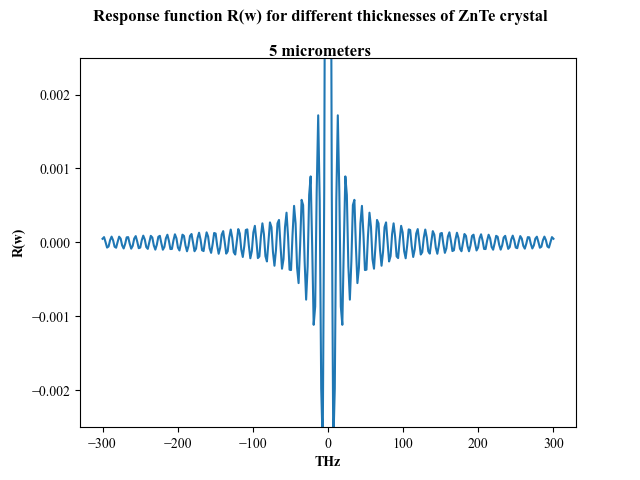 Response function R(w) for different thicknesses of ZnTe crystal
5 micrometers
0.002
0.001
0.000
−0.001
−0.002
R(w)
−300 −200 −100 0 100 200 300
THz